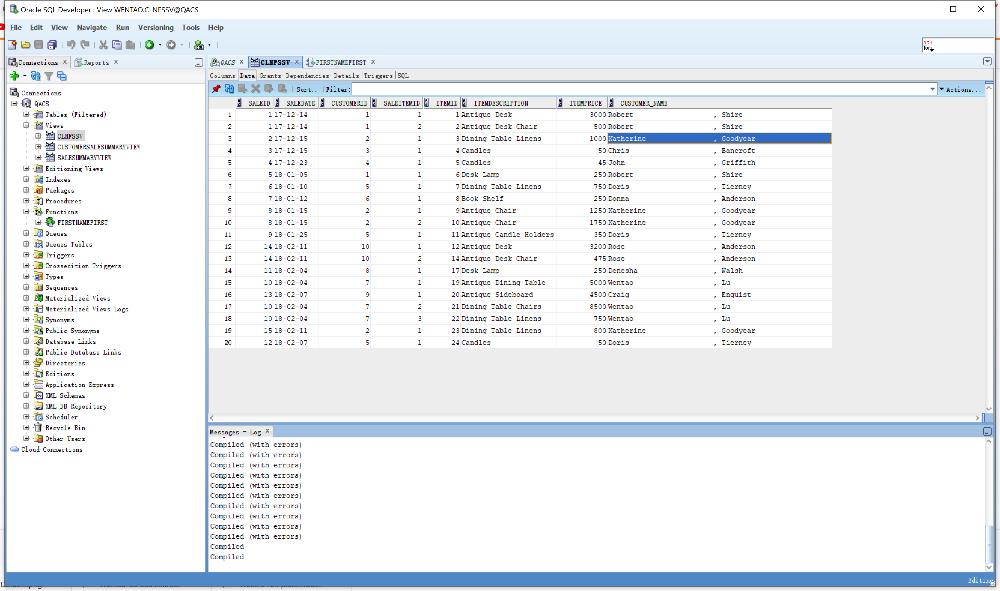 Oracle SQL Developer : View WENTAO.CLNFSSV@QACS
File Edit View Navigate Run Versioning Tools Help
ask
Tom
Connections x Reports x
QACS x CLNFSSV x FIRSTNAMEFIRST x
Columns Data Grants Dependencies Details Triggers SQL
Sort.. Filter: Actions...
Connections
QACS
Tables (Filtered)
Views
CLNFSSV
CUSTOMERSALESUMMARYVIEW
SALESUMMARYVIEW
Editioning Views
Indexes
Packages
Procedures
Functions
FIRSTNAMEFIRST
Queues
Queues Tables
Triggers
Crossedition Triggers
Types
Sequences
Materialized Views
Materialized Views Logs
Synonyms
Public Synonyms
Database Links
Public Database Links
Directories
Editions
Application Express
XML Schemas
XML DB Repository
Scheduler
Recycle Bin
Other Users
Cloud Connections
SALEID SALEDATE CUSTOMERID SALEITEMID ITEMID ITEMDESCRIPTION ITEMPRICE CUSTOMER_NAME
1 1 17-12-14 1 1 1 Antique Desk 3000 Robert , Shire
2 1 17-12-14 1 2 2 Antique Desk Chair 500 Robert , Shire
3 2 17-12-15 2 1 3 Dining Table Linens 1000 Katherine , Goodyear
4 3 17-12-15 3 1 4 Candles 50 Chris , Bancroft
5 4 17-12-23 4 1 5 Candles 45 John , Griffith
6 5 18-01-05 1 1 6 Desk Lamp 250 Robert , Shire
7 6 18-01-10 5 1 7 Dining Table Linens 750 Doris , Tierney
8 7 18-01-12 6 1 8 Book Shelf 250 Donna , Anderson
9 8 18-01-15 2 1 9 Antique Chair 1250 Katherine , Goodyear
10 8 18-01-15 2 2 10 Antique Chair 1750 Katherine , Goodyear
11 9 18-01-25 5 1 11 Antique Candle Holders 350 Doris , Tierney
12 14 18-02-11 10 1 12 Antique Desk 3200 Rose , Anderson
13 14 18-02-11 10 2 14 Antique Desk Chair 475 Rose , Anderson
14 11 18-02-04 8 1 17 Desk Lamp 250 Denesha , Walsh
15 10 18-02-04 7 1 19 Antique Dining Table 5000 Wentao , Lu
16 13 18-02-07 9 1 20 Antique Sideboard 4500 Craig , Enquist
17 10 18-02-04 7 2 21 Dining Table Chairs 8500 Wentao , Lu
18 10 18-02-04 7 3 22 Dining Table Linens 750 Wentao , Lu
19 15 18-02-11 2 1 23 Dining Table Linens 800 Katherine , Goodyear
20 12 18-02-07 5 1 24 Candles 50 Doris , Tierney
Messages - Log x
Compiled (with errors)
Compiled (with errors)
Compiled (with errors)
Compiled (with errors)
Compiled (with errors)
Compiled (with errors)
Compiled (with errors)
Compiled (with errors)
Compiled (with errors)
Compiled (with errors)
Compiled
Compiled
Editing